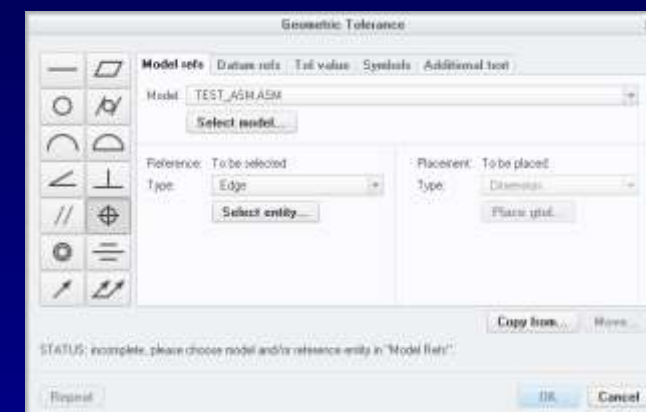 Geometric Tolerance
Model refs Datum refs Tol value Symbols Additional text
Model: TEST_ASM.ASM
Select model...
Reference: To be selected Placement: To be placed
Type: Edge Type: Dimension
Select entity... Place gtol...
Copy from... Move...
STATUS: incomplete, please choose model and/or reference entity in "Model Refs".
Repeat OK Cancel